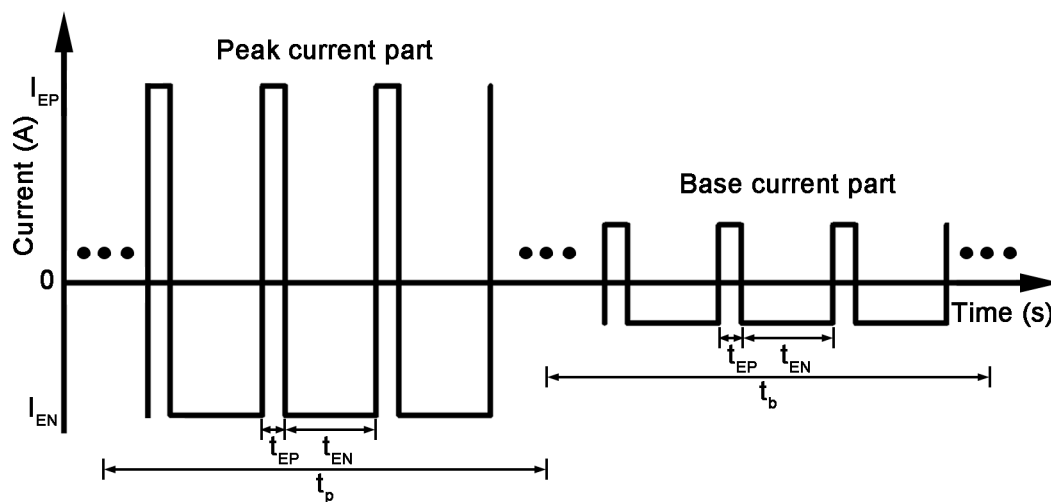 Peak current part
I_EP
Current (A)
Base current part
0
Time (s)
t_EP
t_EN
t_b
I_EN
t_EP
t_EN
t_p